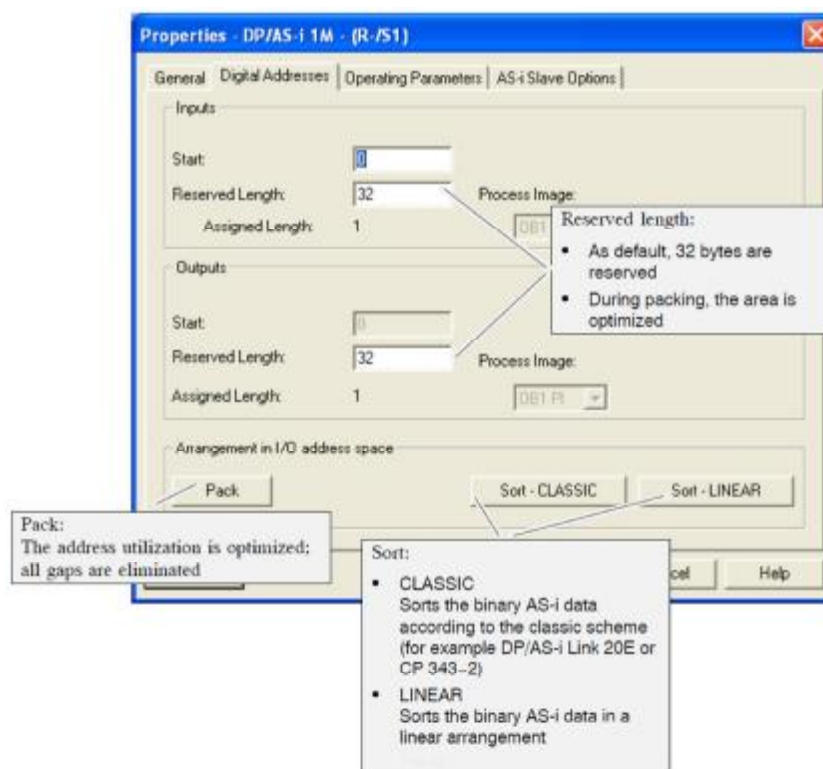 Properties - DP/AS-i 1M - (R-/S1)
General Digital Addresses Operating Parameters AS-i Slave Options
Inputs
Start: 0
Reserved Length: 32 Process Image:
Assigned Length: 1 OB1
Reserved length:
▪ As default, 32 bytes are
reserved
▪ During packing, the area is
optimized
Outputs
Start: 0
Reserved Length: 32 Process Image:
Assigned Length: 1 OB1 PI
Arrangement in I/O address space
Pack Sort - CLASSIC Sort - LINEAR
Pack:
The address utilization is optimized;
all gaps are eliminated
Sort:
▪ CLASSIC
Sorts the binary AS-i data
according to the classic scheme
(for example DP/AS-i Link 20E or
CP 343–2)
▪ LINEAR
Sorts the binary AS-i data in a
linear arrangement
cel Help